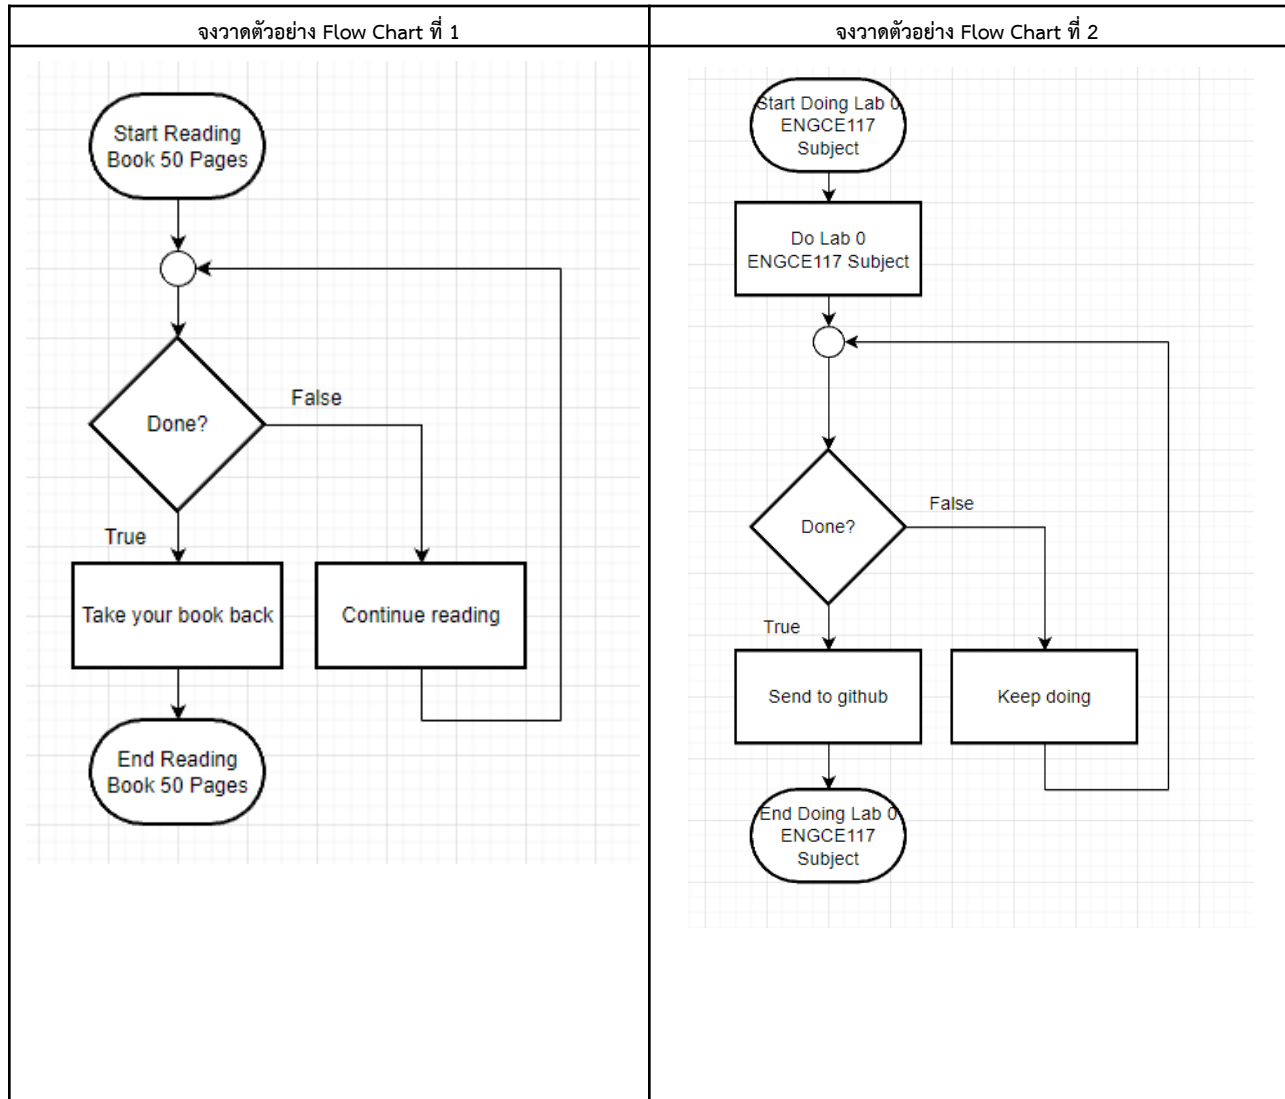 จงวาดตัวอย่าง Flow Chart ที่ 1
จงวาดตัวอย่าง Flow Chart ที่ 2
Start Reading
Book 50 Pages
Done?
False
True
Take your book back
Continue reading
End Reading
Book 50 Pages
Start Doing Lab 0
ENGCE117
Subject
Do Lab 0
ENGCE117 Subject
Done?
False
True
Send to github
Keep doing
End Doing Lab 0
ENGCE117
Subject